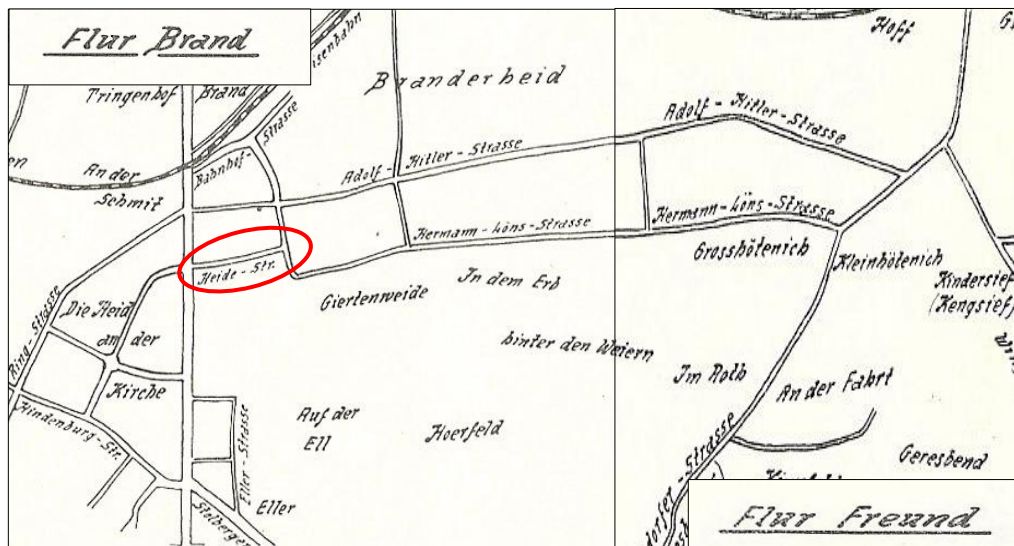 Flur Brand
Hoff
Tringenhof
Brand
Branderheid
Strasse
Adolf-Hitler-Strasse
Adolf-Hitler-Strasse
An der
Schmit
Bahnhof-
Hermann-Löns-Strasse
Hermann-Löns-Strasse
Grosshötenich
Kleinhötenich
Heide-Str.
In dem Erb
Kindersief
(Kengsief)
Giertenweide
Die Heid
an der
Kirche
Ring-Strasse
hinter den Weiern
Im Roth
An der Fahrt
Hindenburg-Str.
Auf der
Ell
Hoerfeld
Eller-Strasse
Geresbend
Eller
Stolberger
Flur Freund